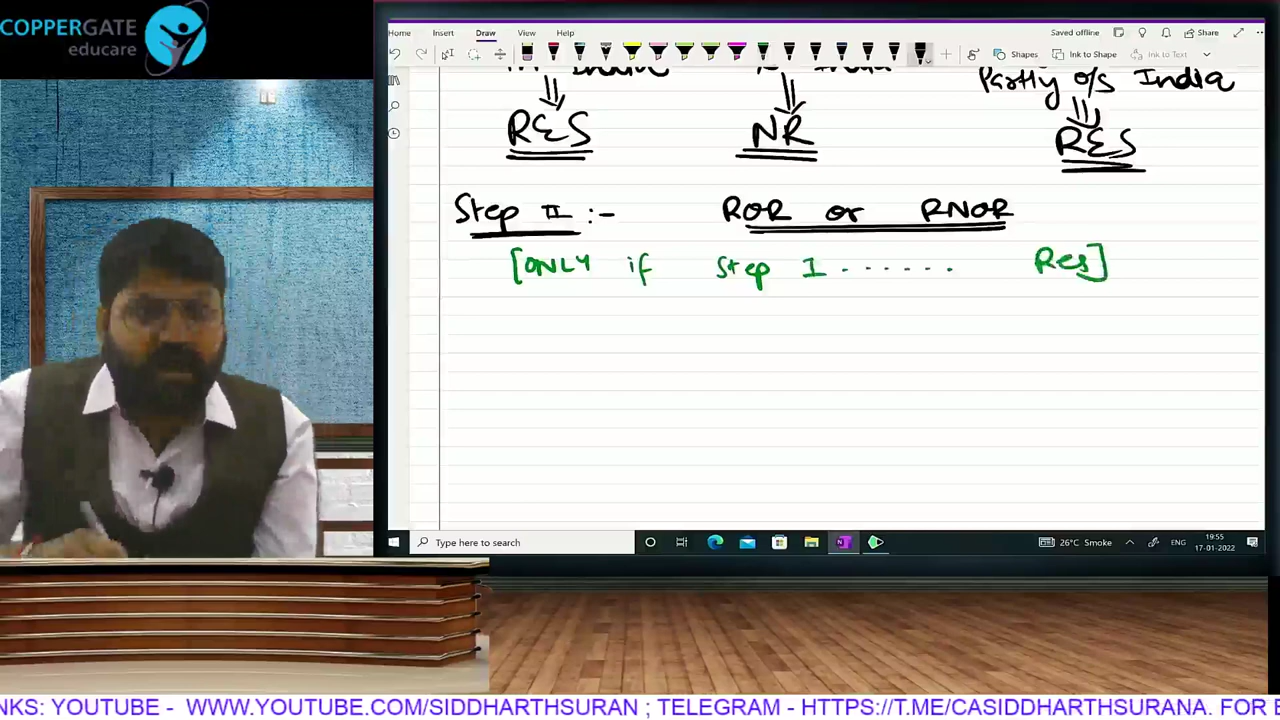 COPPERGATE
educare
Home Insert Draw View Help
Saved offline
Share
Shapes
Ink to Shape
Ink to Text
India
Partly o/s India
RES NR RES
Step II :- ROR or RNOR
[ONLY if Step I . . . . . . Res]
Type here to search
26°C Smoke
ENG
19:55
17-01-2022
NKS: YOUTUBE - WWW.YOUTUBE.COM/SIDDHARTHSURAN ; TELEGRAM - HTTPS://T.ME/CASIDDHARTHSURANA. FOR E